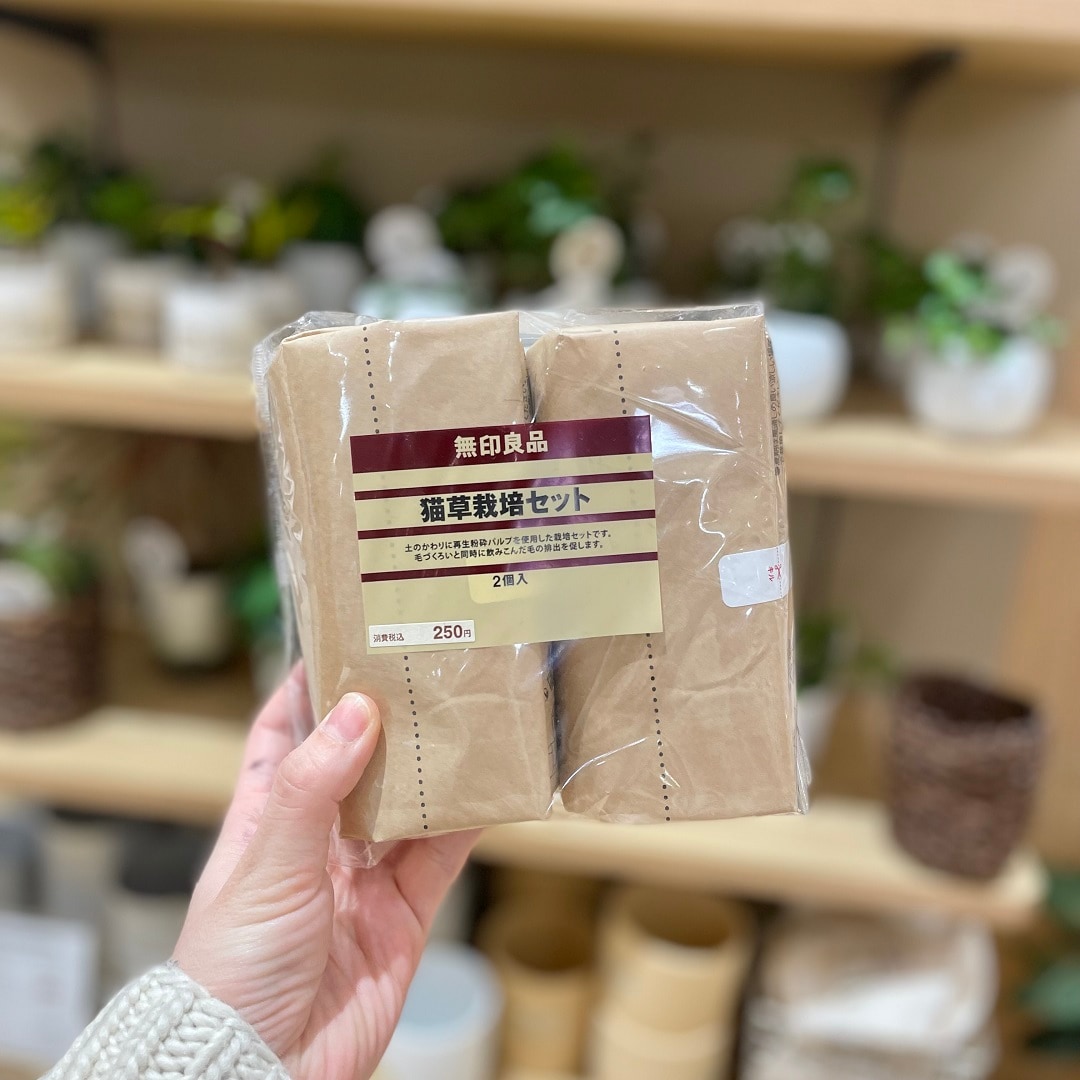 無印良品
猫草栽培セット
土のかわりに再生粉砕パルプを使用した栽培セットです。
毛づくろいと同時に飲みこんだ毛の排出を促します。
2個入
消費税込 250円